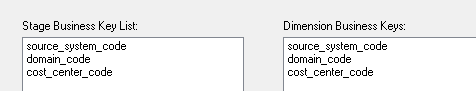 Stage Business Key List:
source_system_code
domain_code
cost_center_code
Dimension Business Keys:
source_system_code
domain_code
cost_center_code